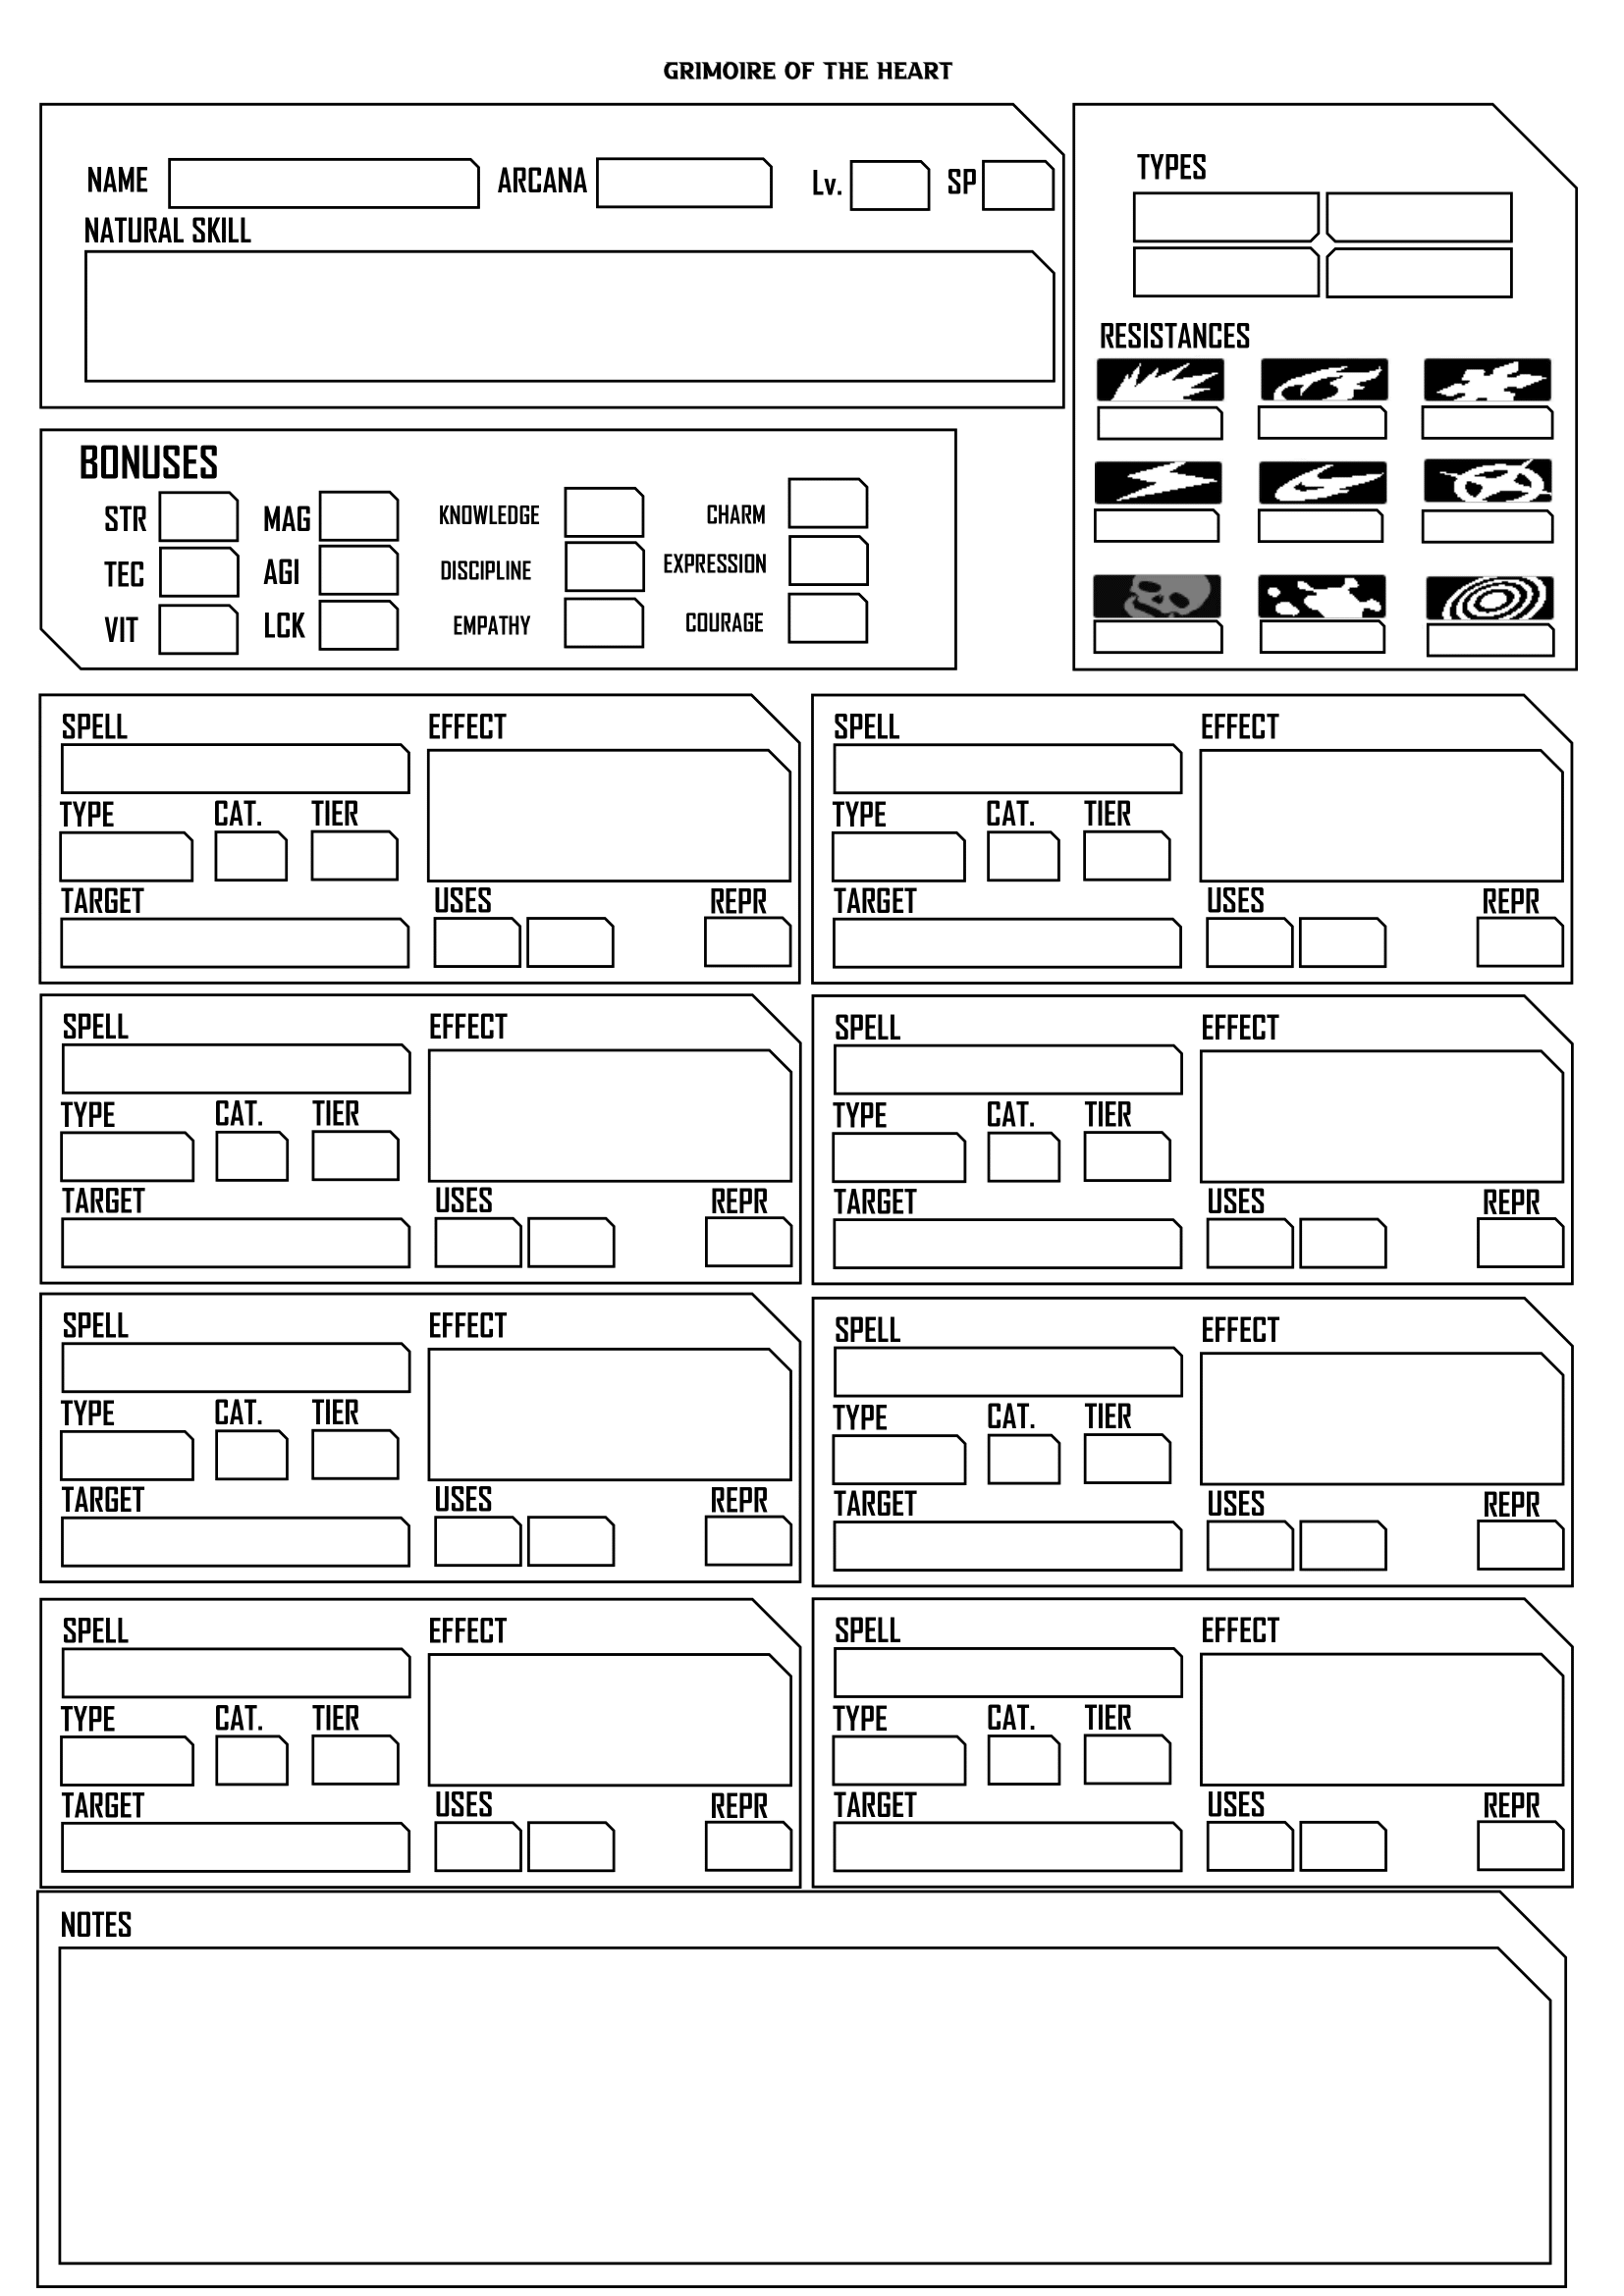 GRIMOIRE OF THE HEART
NAME ARCANA Lv. SP
NATURAL SKILL
TYPES
RESISTANCES
BONUSES
STR MAG KNOWLEDGE CHARM
TEC AGI DISCIPLINE EXPRESSION
VIT LCK EMPATHY COURAGE
SPELL EFFECT
TYPE CAT. TIER
TARGET USES REPR
SPELL EFFECT
TYPE CAT. TIER
TARGET USES REPR
SPELL EFFECT
TYPE CAT. TIER
TARGET USES REPR
SPELL EFFECT
TYPE CAT. TIER
TARGET USES REPR
SPELL EFFECT
TYPE CAT. TIER
TARGET USES REPR
SPELL EFFECT
TYPE CAT. TIER
TARGET USES REPR
SPELL EFFECT
TYPE CAT. TIER
TARGET USES REPR
SPELL EFFECT
TYPE CAT. TIER
TARGET USES REPR
NOTES